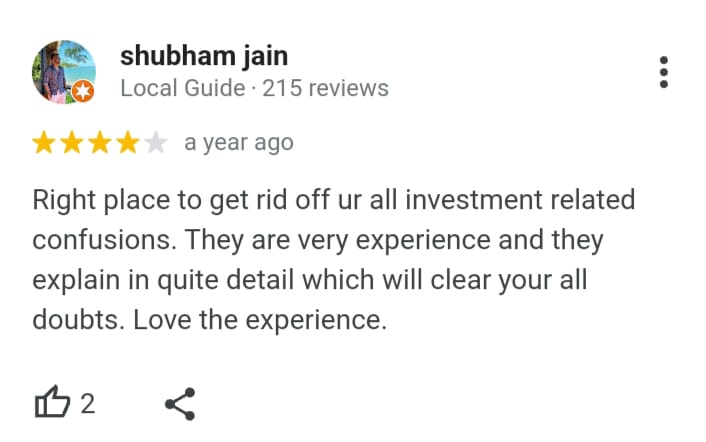 shubham jain
Local Guide · 215 reviews
a year ago
Right place to get rid off ur all investment related
confusions. They are very experience and they
explain in quite detail which will clear your all
doubts. Love the experience.
2